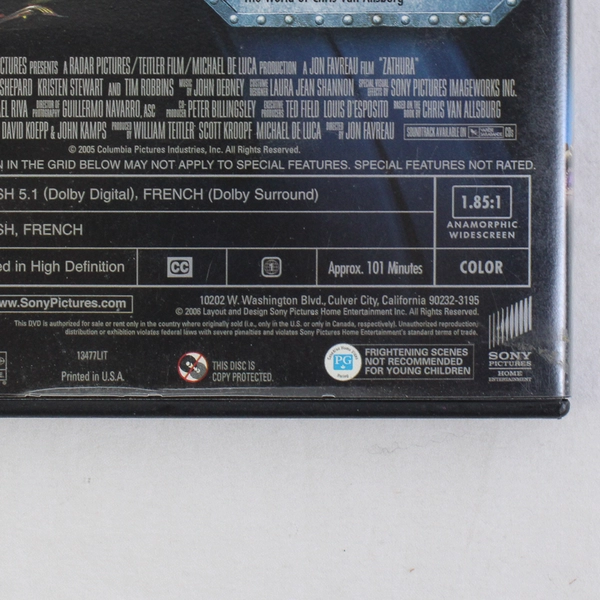 The World of Chris Van Allsburg
CTURES PRESENTS A RADAR PICTURES/TEITLER FILM/MICHAEL DE LUCA PRODUCTION A JON FAVREAU FILM "ZATHURA"
SHEPARD KRISTEN STEWART AND TIM ROBBINS MUSIC BY JOHN DEBNEY COSTUME DESIGNER LAURA JEAN SHANNON SPECIAL VISUAL EFFECTS BY SONY PICTURES IMAGEWORKS INC.
EL RIVA DIRECTOR OF PHOTOGRAPHY GUILLERMO NAVARRO, ASC CO-PRODUCER PETER BILLINGSLEY EXECUTIVE PRODUCERS TED FIELD LOUIS D'ESPOSITO BASED ON THE BOOK BY CHRIS VAN ALLSBURG
DAVID KOEPP & JOHN KAMPS PRODUCED BY WILLIAM TEITLER SCOTT KROOPF MICHAEL DE LUCA DIRECTED BY JON FAVREAU SOUNDTRACK AVAILABLE ON VARÈSE SARABANDE CDs
© 2005 Columbia Pictures Industries, Inc. All Rights Reserved.
N IN THE GRID BELOW MAY NOT APPLY TO SPECIAL FEATURES. SPECIAL FEATURES NOT RATED.
SH 5.1 (Dolby Digital), FRENCH (Dolby Surround)
1.85:1
ANAMORPHIC
WIDESCREEN
SH, FRENCH
ed in High Definition
CC
1
Approx. 101 Minutes
COLOR
ww.SonyPictures.com
10202 W. Washington Blvd., Culver City, California 90232-3195
© 2006 Layout and Design Sony Pictures Home Entertainment Inc. All Rights Reserved.
This DVD is authorized for sale or rent only in the country where originally sold (i.e., only in the U.S. or only in Canada, respectively). Unauthorized reproduction,
distribution or exhibition violates federal laws with severe penalties and violates Sony Pictures Home Entertainment's standard terms of trade.
13477LIT
Printed in U.S.A.
THIS DISC IS
COPY PROTECTED.
PG
FRIGHTENING SCENES
NOT RECOMMENDED
FOR YOUNG CHILDREN
SONY
PICTURES
HOME
ENTERTAINMENT